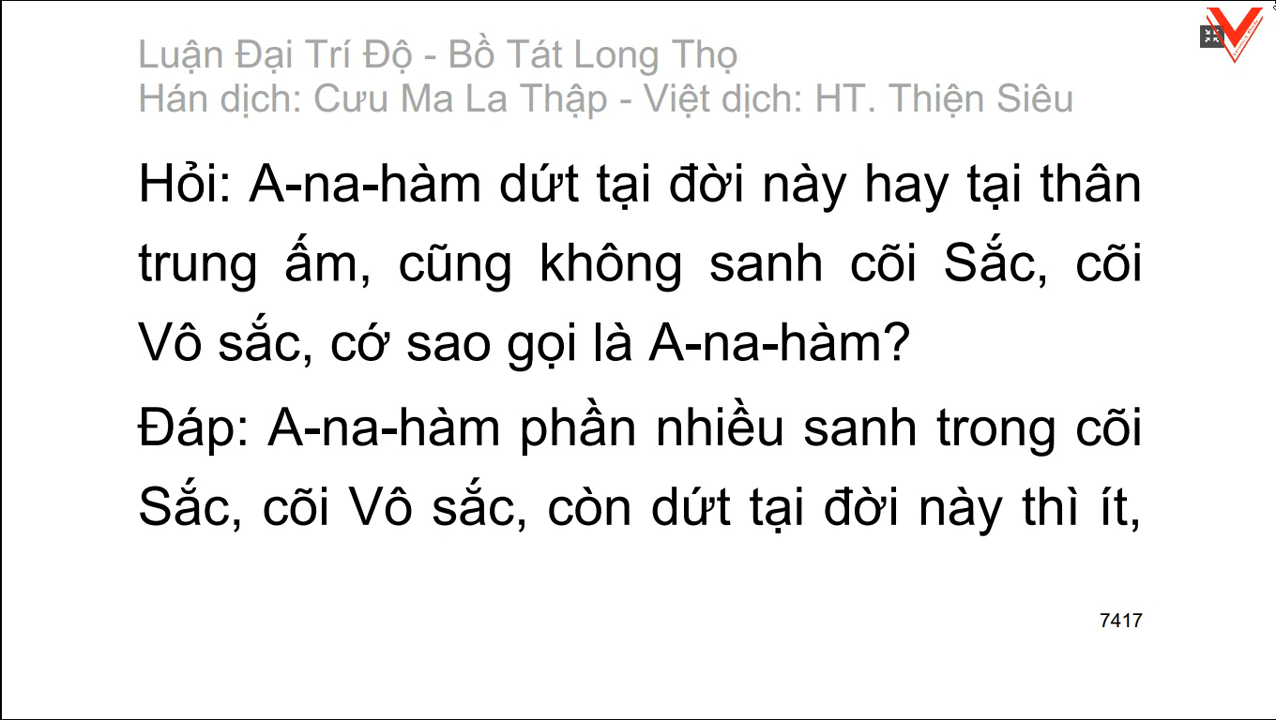 Luận Đại Trí Độ - Bồ Tát Long Thọ
Hán dịch: Cưu Ma La Thập - Việt dịch: HT. Thiện Siêu
Hỏi: A-na-hàm dứt tại đời này hay tại thân
trung ấm, cũng không sanh cõi Sắc, cõi
Vô sắc, cớ sao gọi là A-na-hàm?
Đáp: A-na-hàm phần nhiều sanh trong cõi
Sắc, cõi Vô sắc, còn dứt tại đời này thì ít,
7417